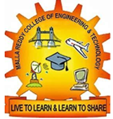 MALLA REDDY COLLEGE OF ENGINEERING & TECHNOLOGY
LIVE TO LEARN & LEARN TO SHARE